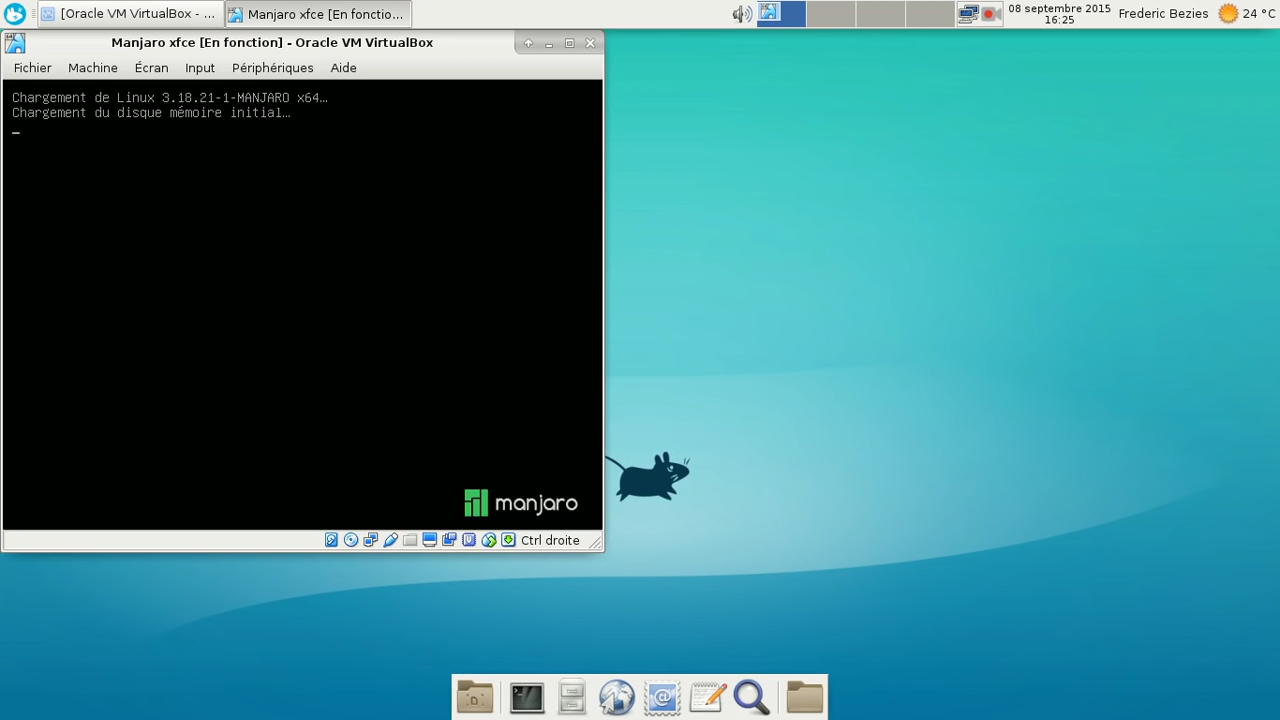 [Oracle VM VirtualBox - ...
Manjaro xfce [En fonctio...
08 septembre 2015
16:25
Frederic Bezies
24 °C
Manjaro xfce [En fonction] - Oracle VM VirtualBox
Fichier Machine Écran Input Périphériques Aide
Chargement de Linux 3.18.21-1-MANJARO x64…
Chargement du disque mémoire initial…
manjaro
Ctrl droite